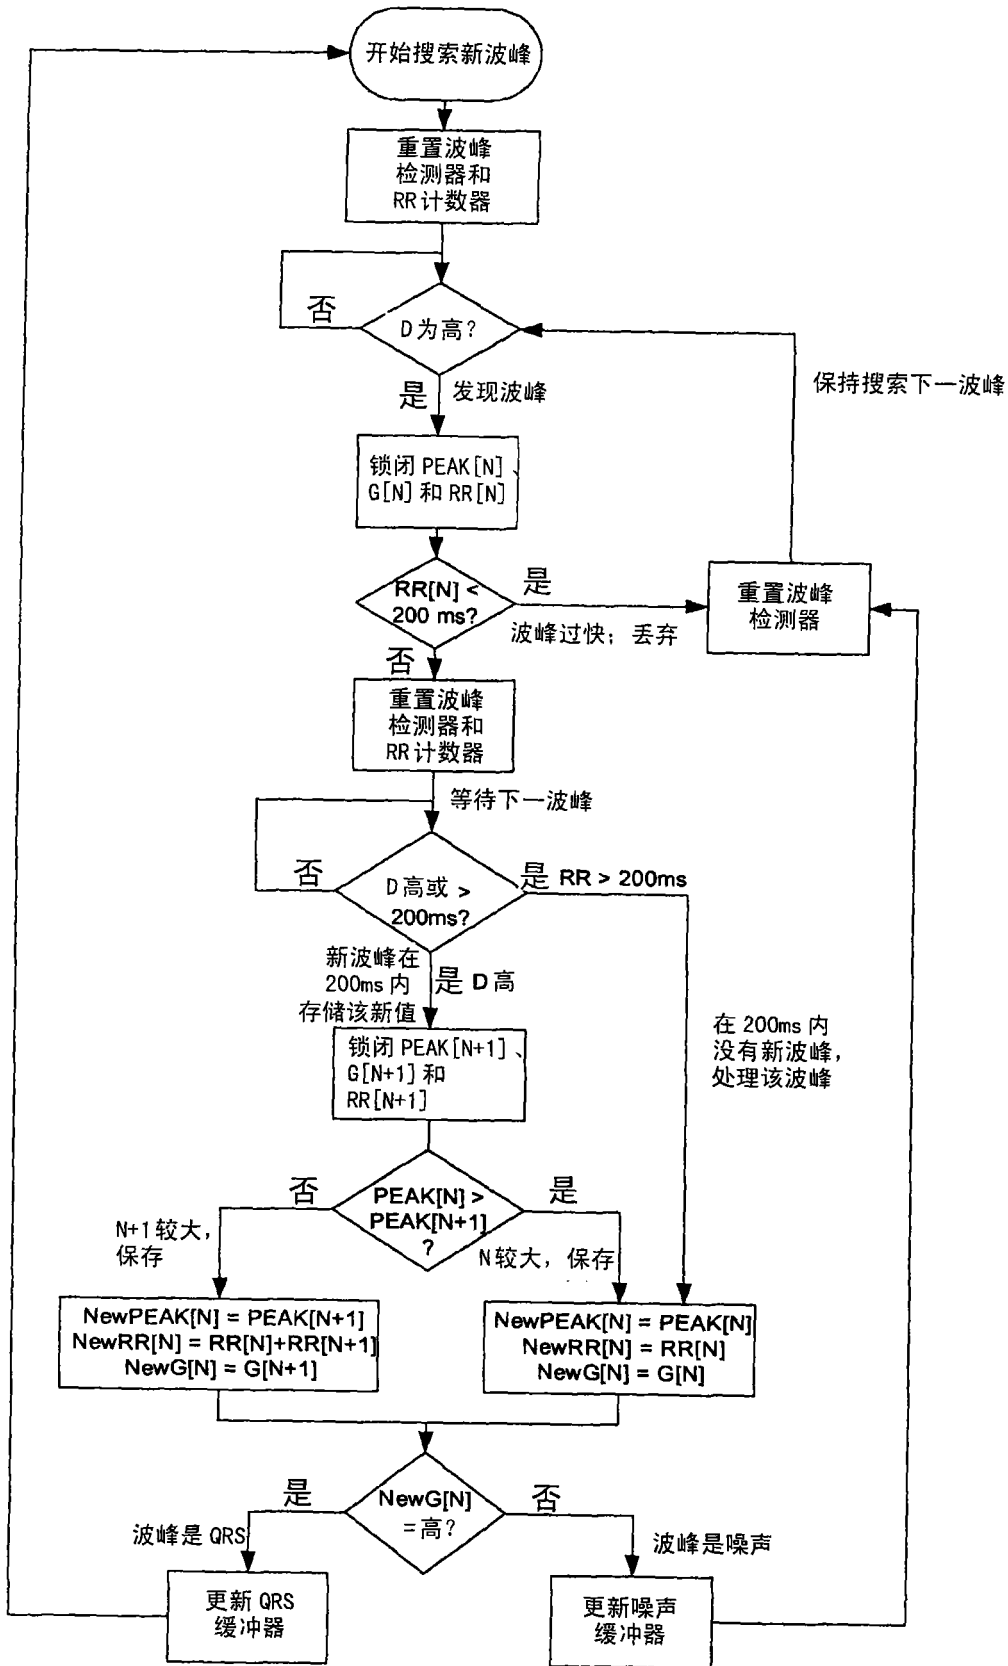 开始搜索新波峰
重置波峰
检测器和
RR计数器
否
D为高?
保持搜索下一波峰
是
发现波峰
锁闭 PEAK[N]、
G[N]和RR[N]
RR[N] <
200 ms?
是
波峰过快; 丢弃
重置波峰
检测器
否
重置波峰
检测器和
RR计数器
等待下一波峰
否
D高或 >
200ms?
是 RR > 200ms
新波峰在
200ms内
存储该新值
是 D高
在 200ms 内
没有新波峰,
处理该波峰
锁闭 PEAK[N+1]、
G[N+1]和
RR[N+1]
否
PEAK[N] >
PEAK[N+1]
?
是
N+1较大,
保存
N较大, 保存
NewPEAK[N] = PEAK[N+1]
NewRR[N] = RR[N]+RR[N+1]
NewG[N] = G[N+1]
NewPEAK[N] = PEAK[N]
NewRR[N] = RR[N]
NewG[N] = G[N]
是
NewG[N]
=高?
否
波峰是 QRS
波峰是噪声
更新 QRS
缓冲器
更新噪声
缓冲器